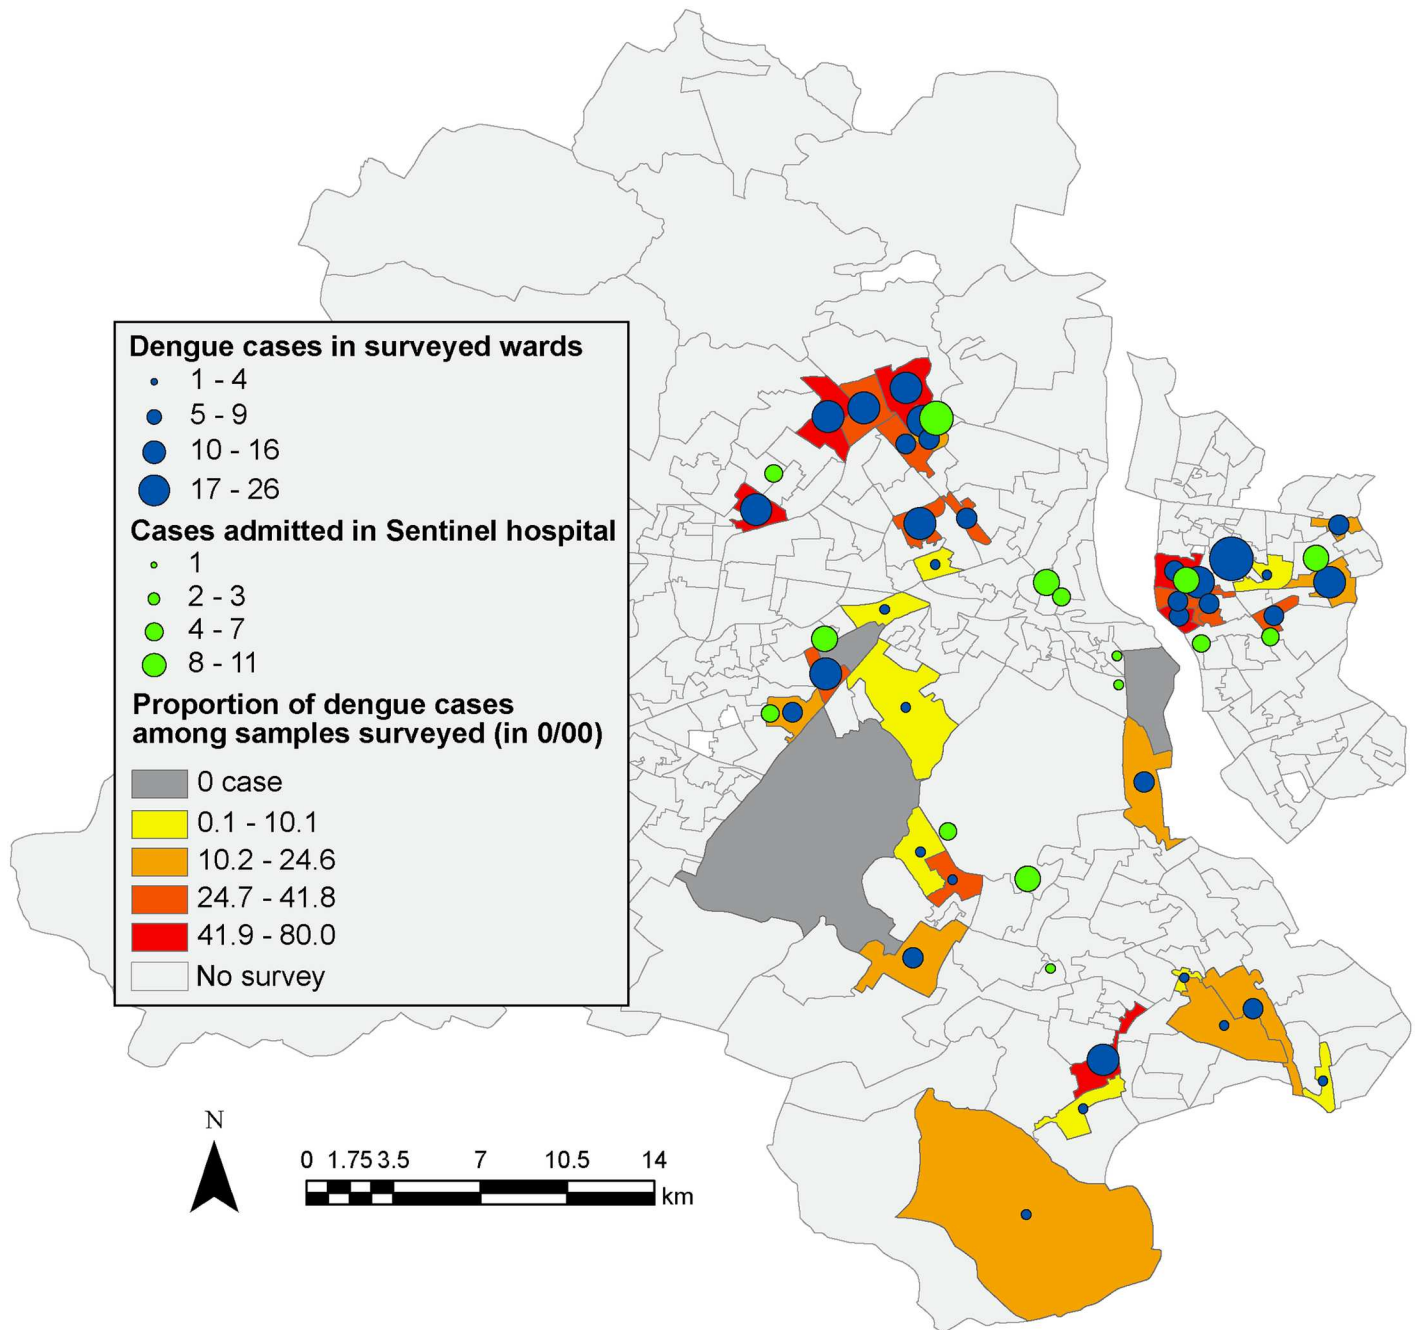 Dengue cases in surveyed wards
1 - 4
5 - 9
10 - 16
17 - 26
Cases admitted in Sentinel hospital
1
2 - 3
4 - 7
8 - 11
Proportion of dengue cases
among samples surveyed (in 0/00)
0 case
0.1 - 10.1
10.2 - 24.6
24.7 - 41.8
41.9 - 80.0
No survey
N
0 1.75 3.5 7 10.5 14
km